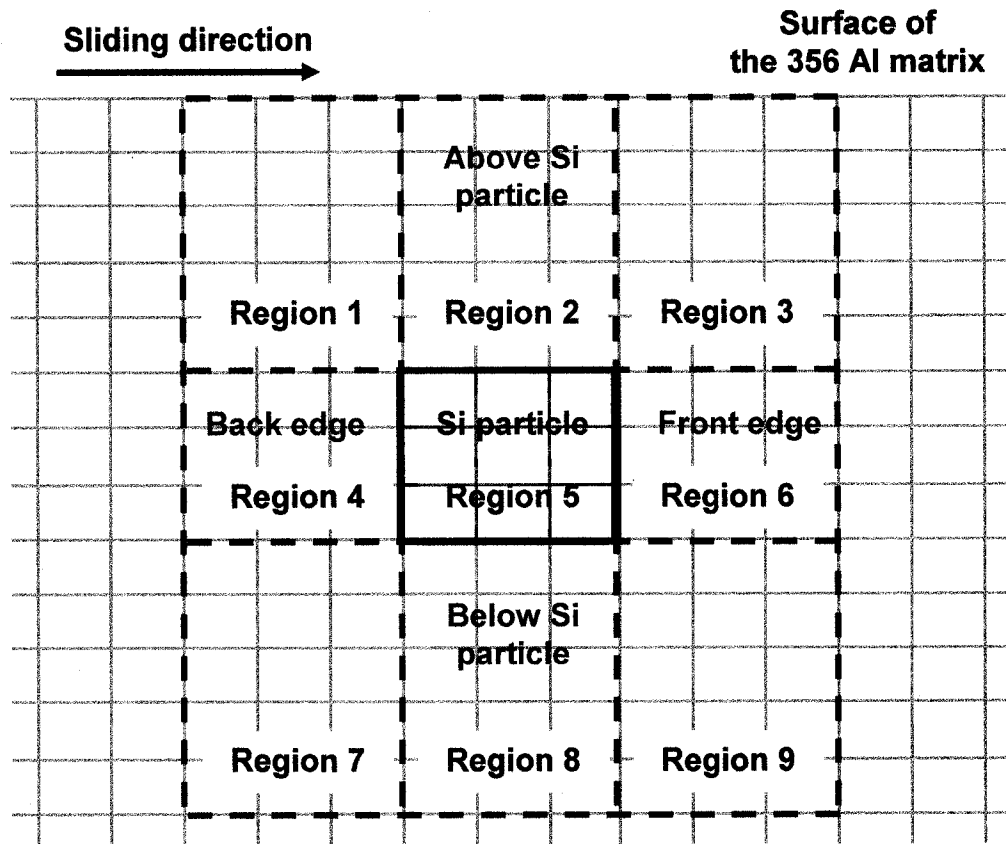 Sliding direction
Surface of
the 356 Al matrix
Above Si
particle
Region 1
Region 2
Region 3
Back edge
Si particle
Front edge
Region 4
Region 5
Region 6
Below Si
particle
Region 7
Region 8
Region 9